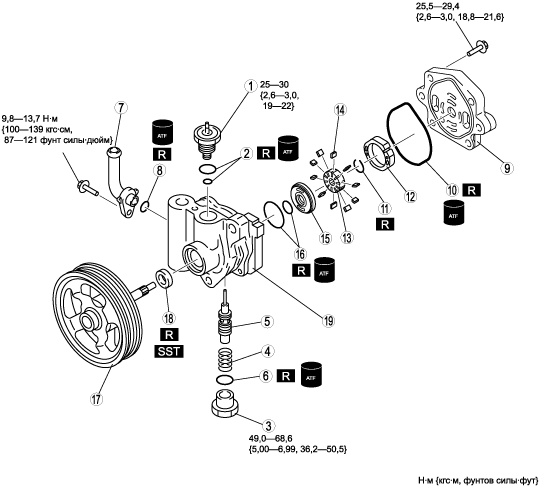 25,5—29,4
{2,6—3,0, 18,8—21,6}
1
25—30
{2,6—3,0,
19—22}
9,8—13,7 Н·м
{100—139 кгс·см,
87—121 фунт силы·дюйм}
7
ATF
R
8
2
R
ATF
14
9
10
R
ATF
12
11
R
13
15
16
R
ATF
18
R
SST
19
5
4
6
R
ATF
17
3
49,0—68,6
{5,00—6,99, 36,2—50,5}
Н·м {кгс·м, фунтов силы·фут}